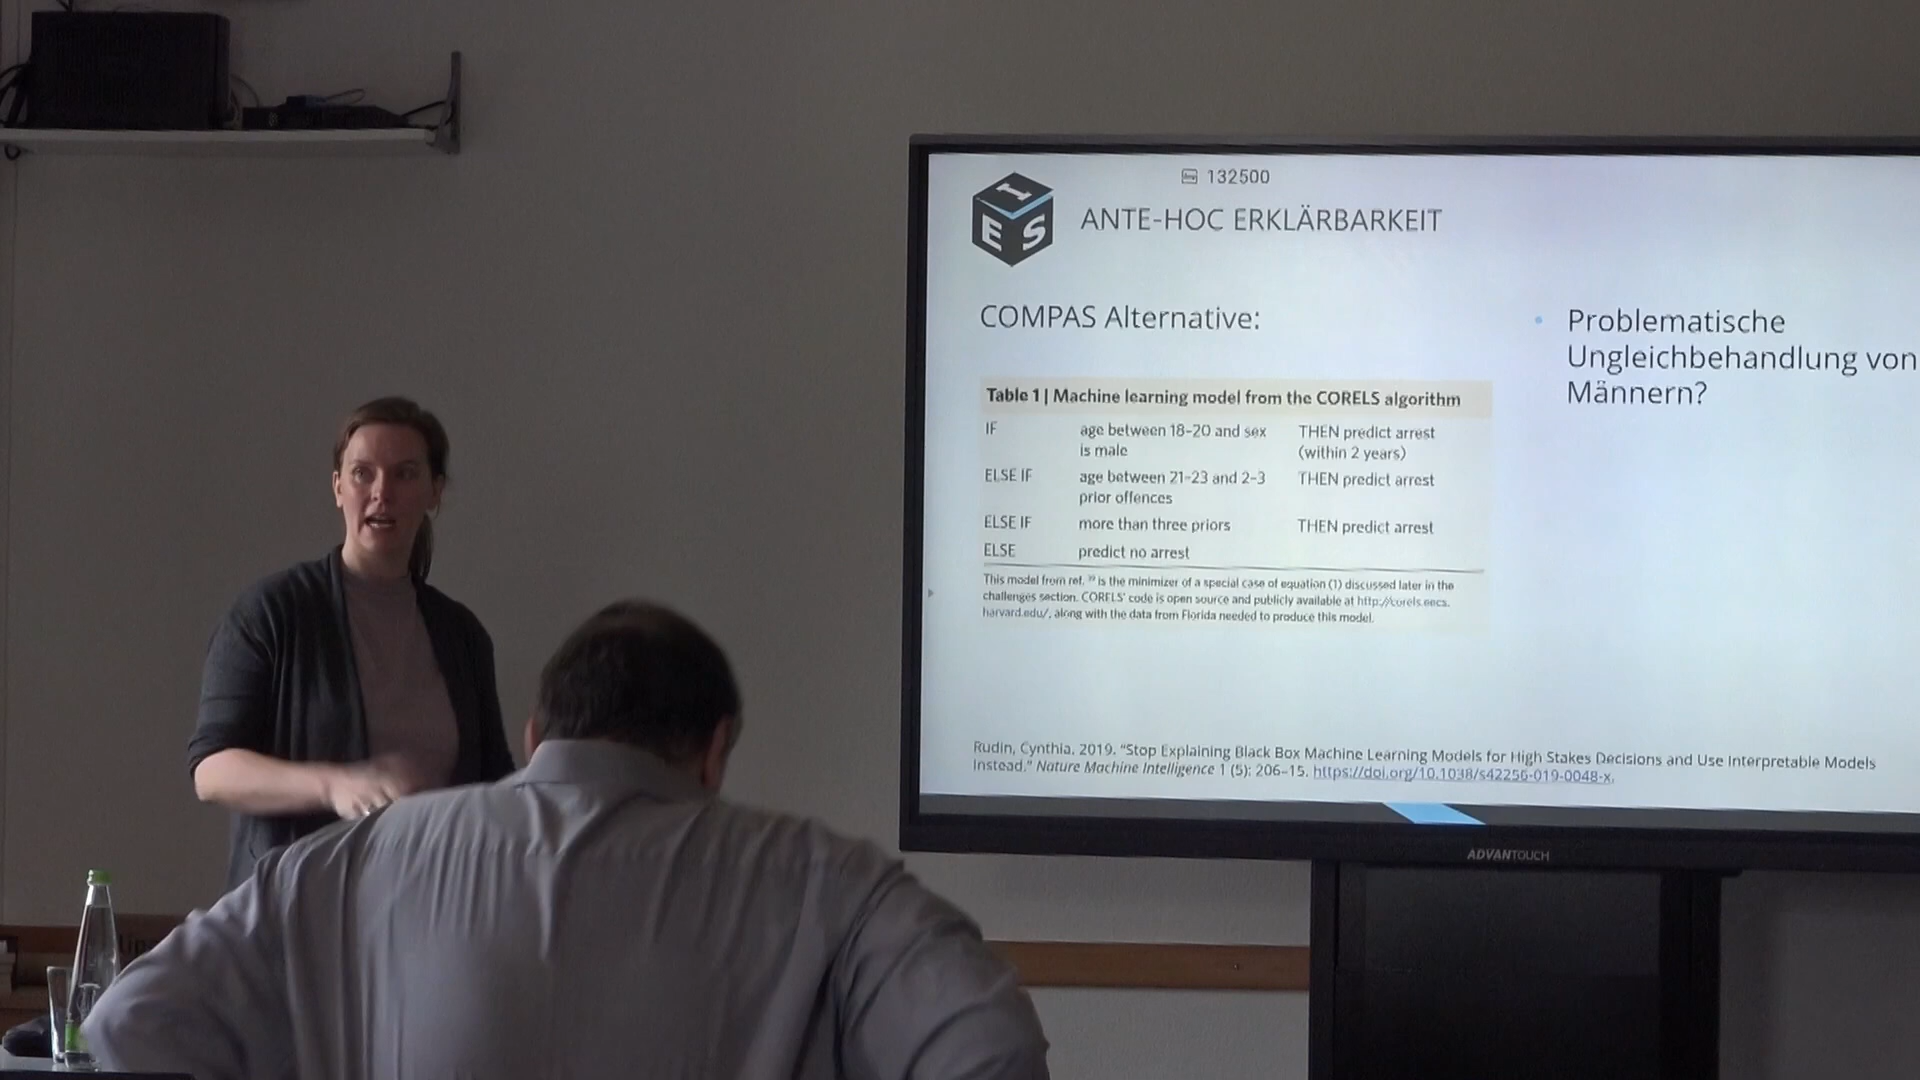 132500
I
E S
ANTE-HOC ERKLÄRBARKEIT
COMPAS Alternative:
Table 1 | Machine learning model from the CORELS algorithm
IF age between 18–20 and sex is male THEN predict arrest (within 2 years)
ELSE IF age between 21–23 and 2–3 prior offences THEN predict arrest
ELSE IF more than three priors THEN predict arrest
ELSE predict no arrest
This model from ref. is the minimizer of a special case of equation (1) discussed later in the
challenges section. CORELS' code is open source and publicly available at http://corels.eecs.
harvard.edu/, along with the data from Florida needed to produce this model.
• Problematische
Ungleichbehandlung von
Männern?
Rudin, Cynthia. 2019. “Stop Explaining Black Box Machine Learning Models for High Stakes Decisions and Use Interpretable Models
Instead.” Nature Machine Intelligence 1 (5): 206–15. https://doi.org/10.1038/s42256-019-0048-x.
ADVANTOUCH